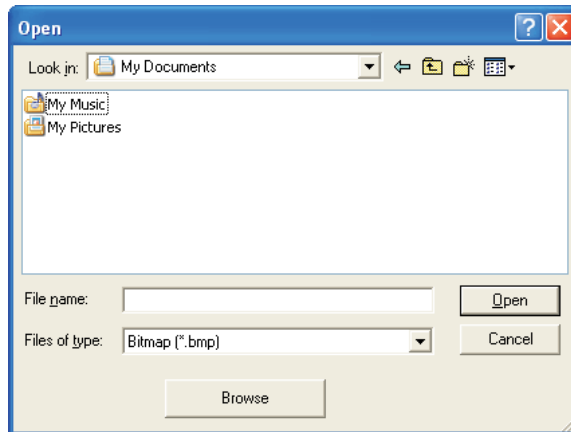 Open
Look in: My Documents
My Music
My Pictures
File name:
Open
Files of type: Bitmap (*.bmp)
Cancel
Browse